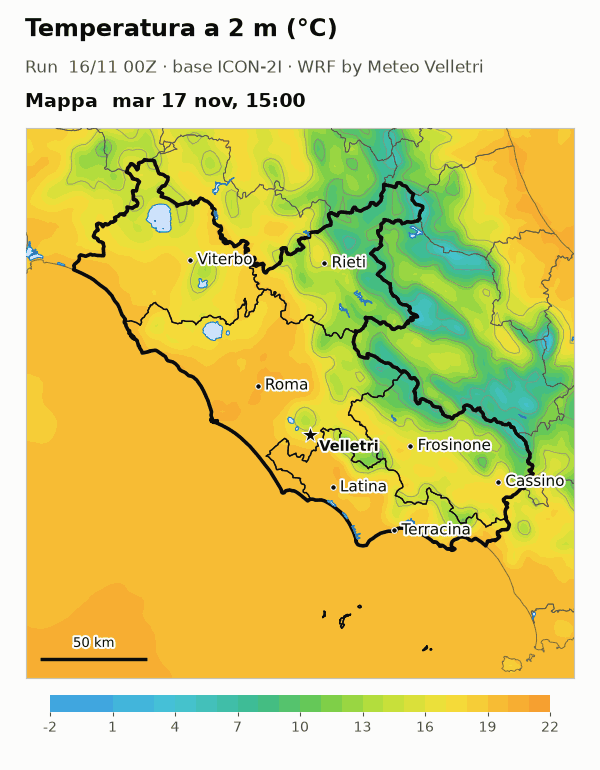 Temperatura a 2 m (°C)
Run 16/11 00Z · base ICON-2I · WRF by Meteo Velletri
Mappa mar 17 nov, 15:00
Viterbo
Rieti
Roma
Velletri
Frosinone
Cassino
Latina
Terracina
50 km
-2 1 4 7 10 13 16 19 22